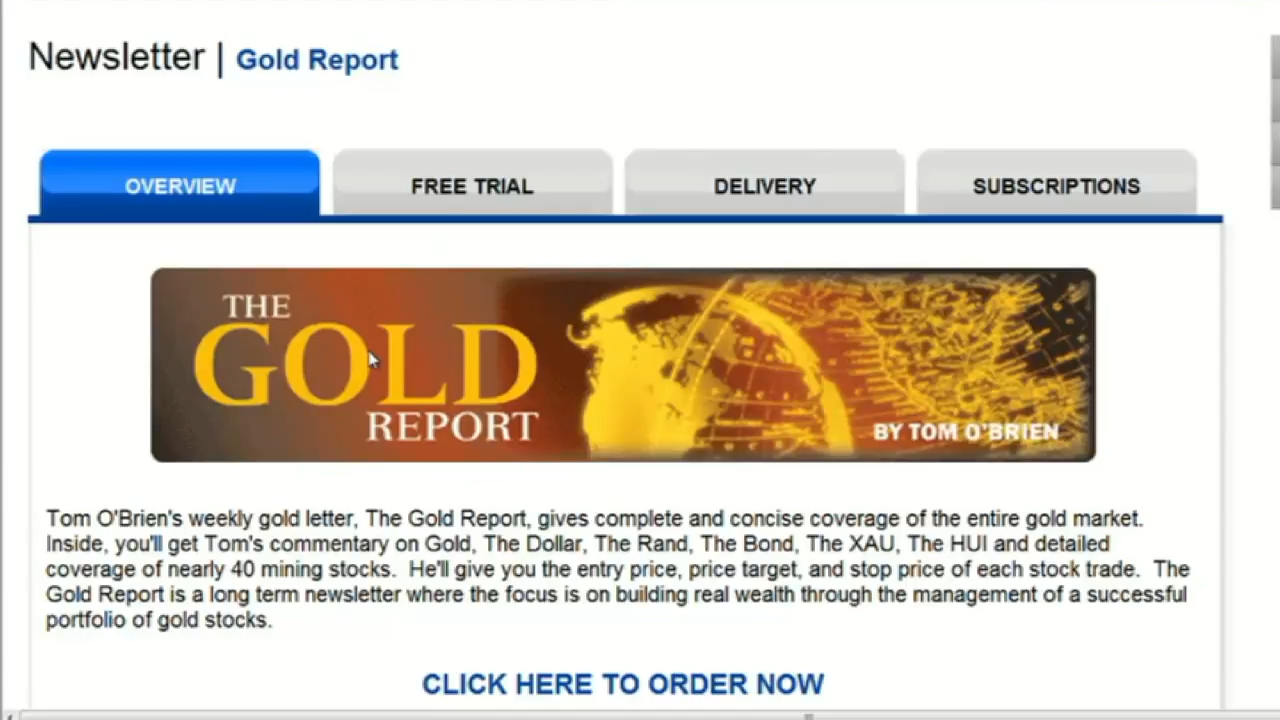 Newsletter | Gold Report
OVERVIEW FREE TRIAL DELIVERY SUBSCRIPTIONS
THE
GOLD
REPORT
BY TOM O'BRIEN
Tom O'Brien's weekly gold letter, The Gold Report, gives complete and concise coverage of the entire gold market.
Inside, you'll get Tom's commentary on Gold, The Dollar, The Rand, The Bond, The XAU, The HUI and detailed
coverage of nearly 40 mining stocks.  He'll give you the entry price, price target, and stop price of each stock trade.  The
Gold Report is a long term newsletter where the focus is on building real wealth through the management of a successful
portfolio of gold stocks.
CLICK HERE TO ORDER NOW